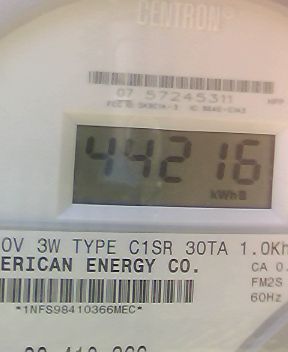 CENTRON®
07 57245311
44216
kWh
0V 3W TYPE C1SR 30TA 1.0Kh
ERICAN ENERGY CO.
CA 0.
FM2S
60Hz
*1NFS98410366MEC*